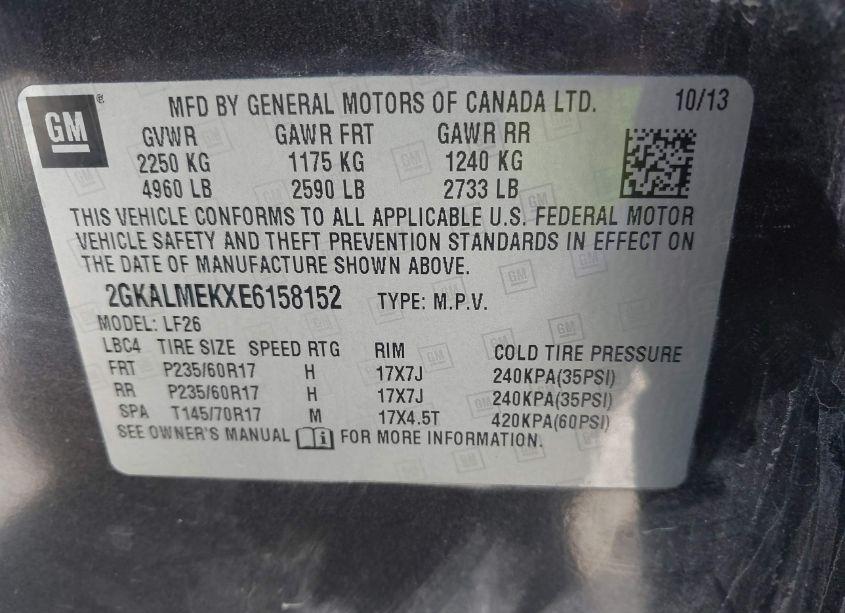 GM
MFD BY GENERAL MOTORS OF CANADA LTD. 10/13
GVWR GAWR FRT GAWR RR
2250 KG 1175 KG 1240 KG
4960 LB 2590 LB 2733 LB
THIS VEHICLE CONFORMS TO ALL APPLICABLE U.S. FEDERAL MOTOR
VEHICLE SAFETY AND THEFT PREVENTION STANDARDS IN EFFECT ON
THE DATE OF MANUFACTURE SHOWN ABOVE.
2GKALMEKXE6158152 TYPE: M.P.V.
MODEL: LF26
LBC4 TIRE SIZE SPEED RTG RIM COLD TIRE PRESSURE
FRT P235/60R17 H 17X7J 240KPA(35PSI)
RR P235/60R17 H 17X7J 240KPA(35PSI)
SPA T145/70R17 M 17X4.5T 420KPA(60PSI)
SEE OWNER'S MANUAL FOR MORE INFORMATION.